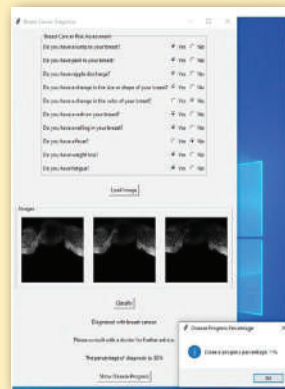 Breast Cancer Diagnosis
Breast Cancer Risk Assessment
Do you have a lump in your breast? Yes No
Do you have pain in your breast? Yes No
Do you have nipple discharge? Yes No
Do you have a change in the size or shape of your breast? Yes No
Do you have a change in the color of your breast? Yes No
Do you have a rash on your breast? Yes No
Do you have swelling in your breast? Yes No
Do you have a fever? Yes No
Do you have weight loss? Yes No
Do you have fatigue? Yes No
Load Image
Images
Classify
Diagnosed with breast cancer
Please consult with a doctor for further advice.
The percentage of diagnosis is
Show Disease Progress
Disease Progress Percentage
Disease progress percentage:
OK